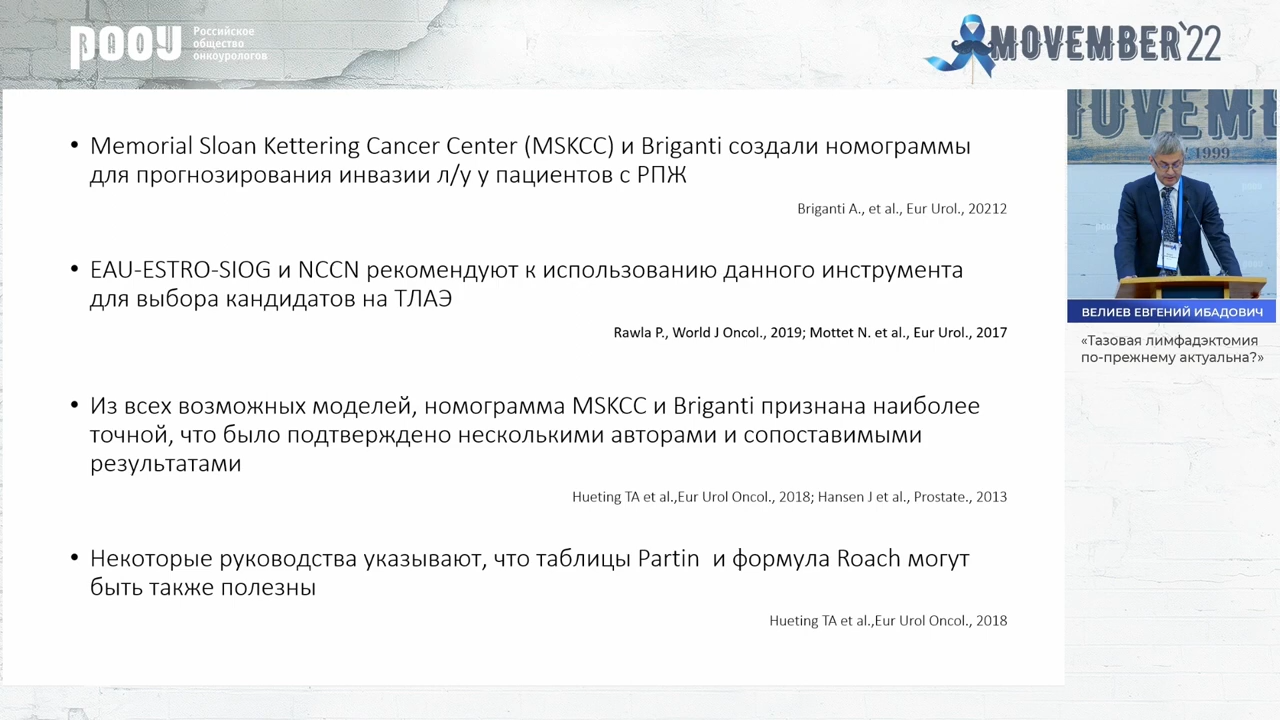 РООУ
Российское
общество
онкоурологов
MOVEMBER'22
• Memorial Sloan Kettering Cancer Center (MSKCC) и Briganti создали номограммы
для прогнозирования инвазии л/у у пациентов с РПЖ
Briganti A., et al., Eur Urol., 20212
• EAU-ESTRO-SIOG и NCCN рекомендуют к использованию данного инструмента
для выбора кандидатов на ТЛАЭ
Rawla P., World J Oncol., 2019; Mottet N. et al., Eur Urol., 2017
• Из всех возможных моделей, номограмма MSKCC и Briganti признана наиболее
точной, что было подтверждено несколькими авторами и сопоставимыми
результатами
Hueting TA et al.,Eur Urol Oncol., 2018; Hansen J et al., Prostate., 2013
• Некоторые руководства указывают, что таблицы Partin и формула Roach могут
быть также полезны
Hueting TA et al.,Eur Urol Oncol., 2018
MOVEM
1999
ВЕЛИЕВ ЕВГЕНИЙ ИБАДОВИЧ
«Тазовая лимфадэктомия
по-прежнему актуальна?»